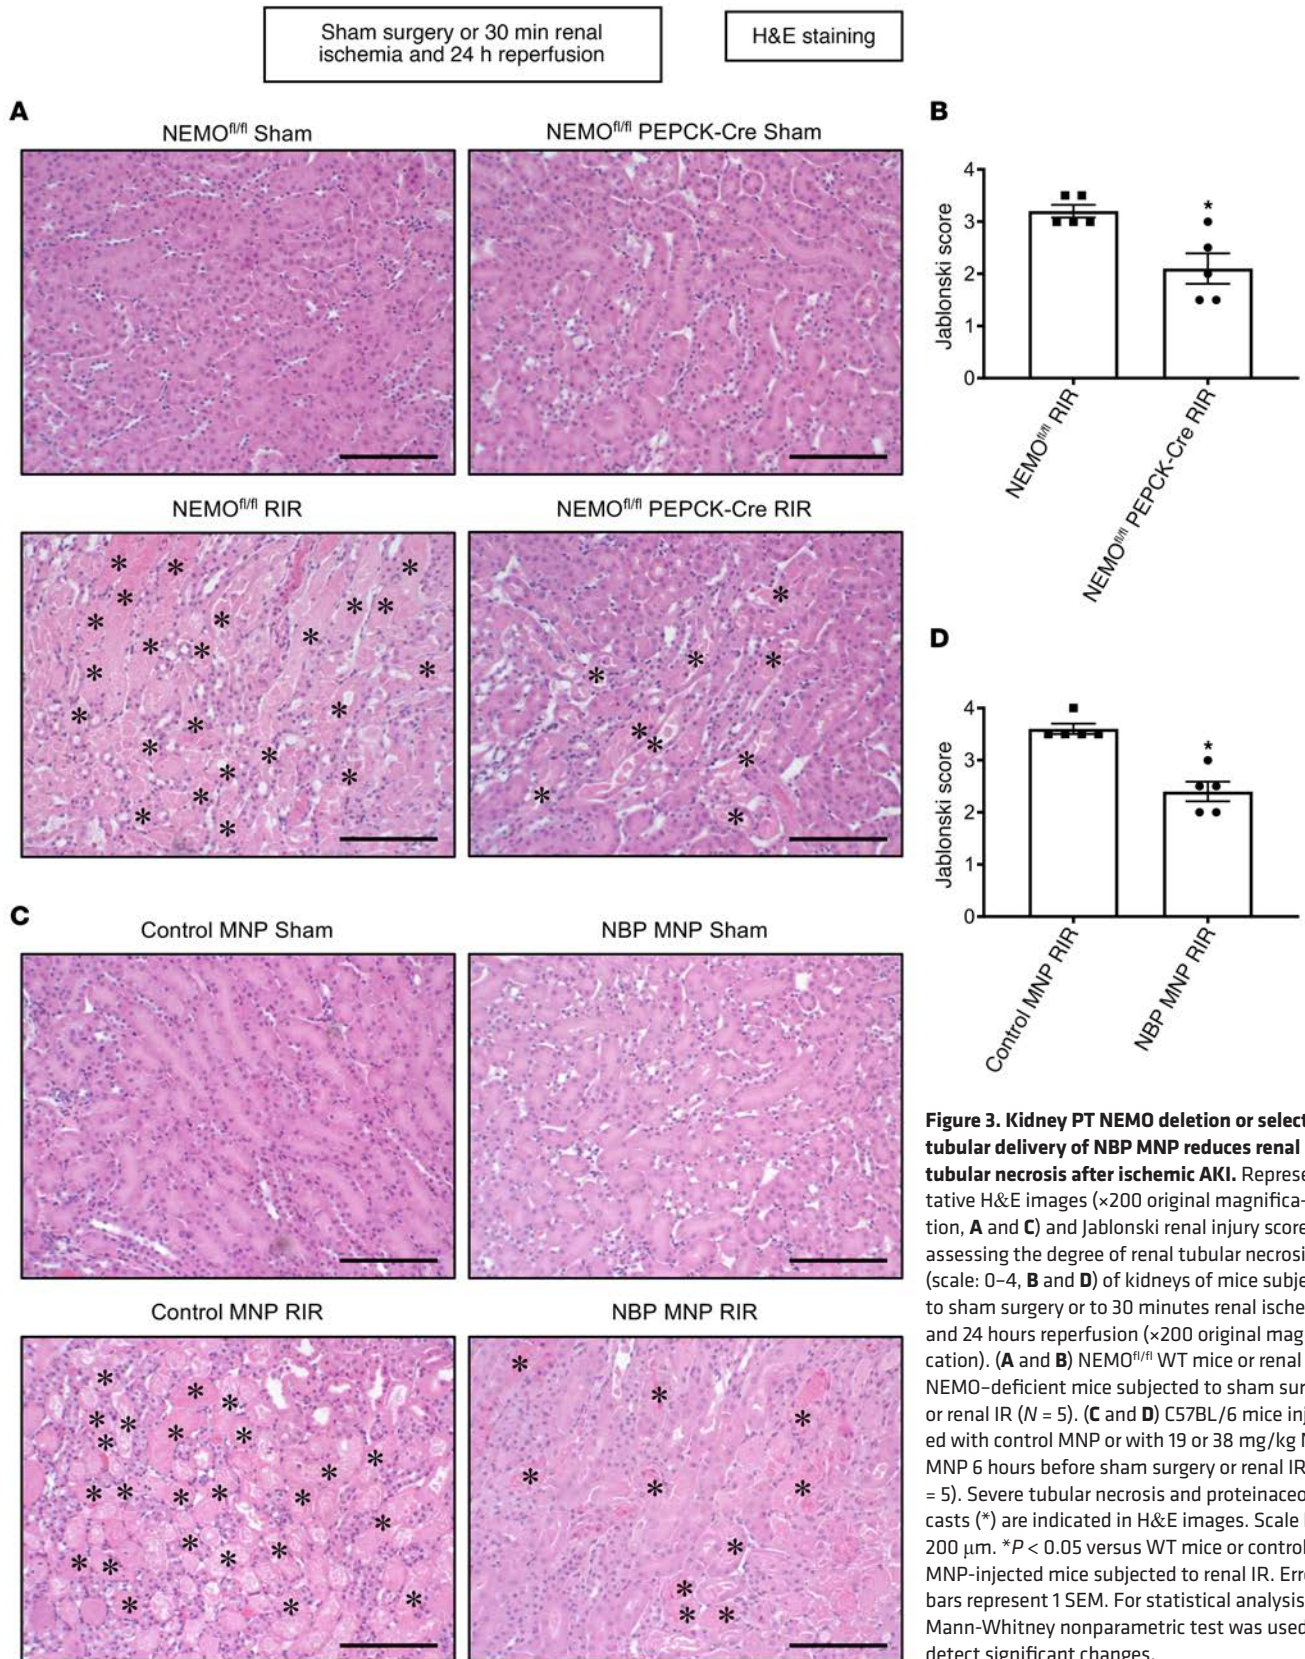 Sham surgery or 30 min renal
ischemia and 24 h reperfusion
H&E staining
A
NEMOfl/fl Sham
NEMOfl/fl PEPCK-Cre Sham
NEMOfl/fl RIR
NEMOfl/fl PEPCK-Cre RIR
* * * * * * * * * * * * * * * * * * * * * * *
* * * * * * * * *
B
Jablonski score
4
3
2
1
0
*
NEMOfl/fl RIR
NEMOfl/fl PEPCK-Cre RIR
C
Control MNP Sham
NBP MNP Sham
Control MNP RIR
NBP MNP RIR
* * * * * * * * * * * * * * * * * * * * * * * * *
* * * * * * * * * *
D
Jablonski score
4
3
2
1
0
*
Control MNP RIR
NBP MNP RIR
Figure 3. Kidney PT NEMO deletion or select
tubular delivery of NBP MNP reduces renal
tubular necrosis after ischemic AKI. Represe
tative H&E images (×200 original magnifica-
tion, A and C) and Jablonski renal injury score
assessing the degree of renal tubular necrosi
(scale: 0–4, B and D) of kidneys of mice subje
to sham surgery or to 30 minutes renal ische
and 24 hours reperfusion (×200 original mag
cation). (A and B) NEMOfl/fl WT mice or renal
NEMO–deficient mice subjected to sham sur
or renal IR (N = 5). (C and D) C57BL/6 mice inj
ed with control MNP or with 19 or 38 mg/kg N
MNP 6 hours before sham surgery or renal IR
= 5). Severe tubular necrosis and proteinaceo
casts (*) are indicated in H&E images. Scale
200 μm. *P < 0.05 versus WT mice or control
MNP-injected mice subjected to renal IR. Erro
bars represent 1 SEM. For statistical analysis
Mann-Whitney nonparametric test was used
detect significant changes.